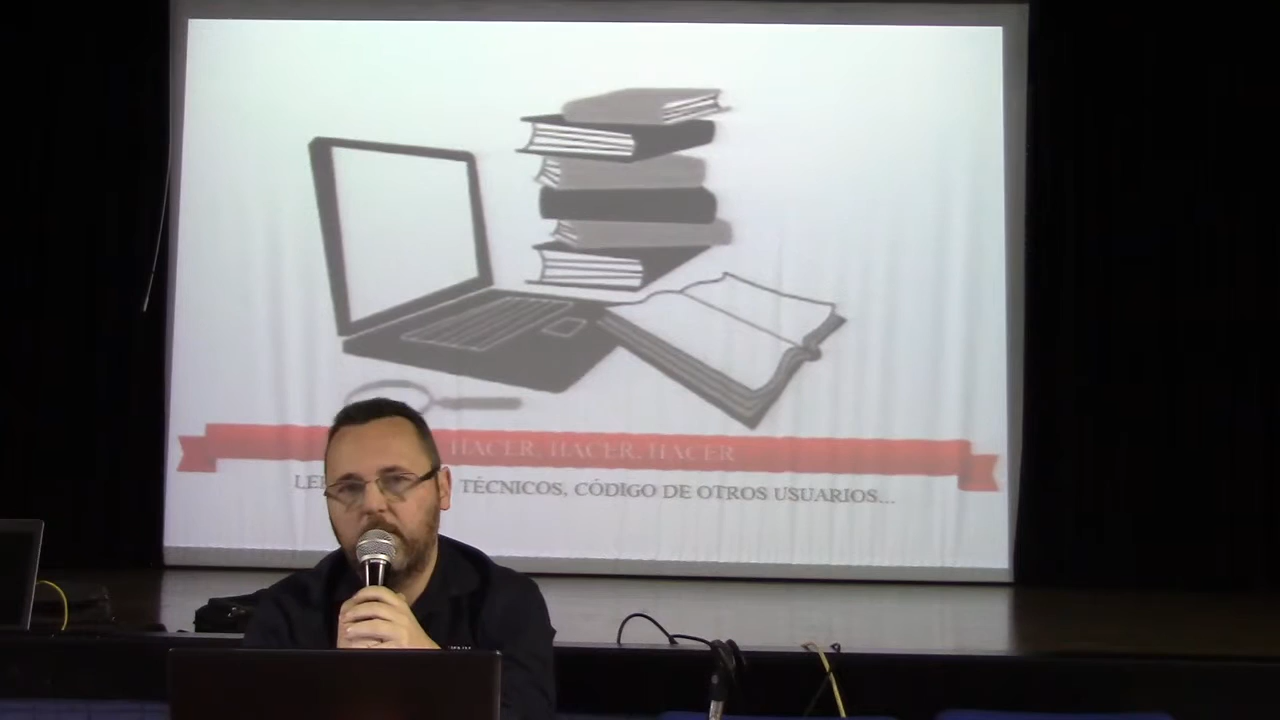 HACER, HACER, HACER
TÉCNICOS, CÓDIGO DE OTROS USUARIOS...